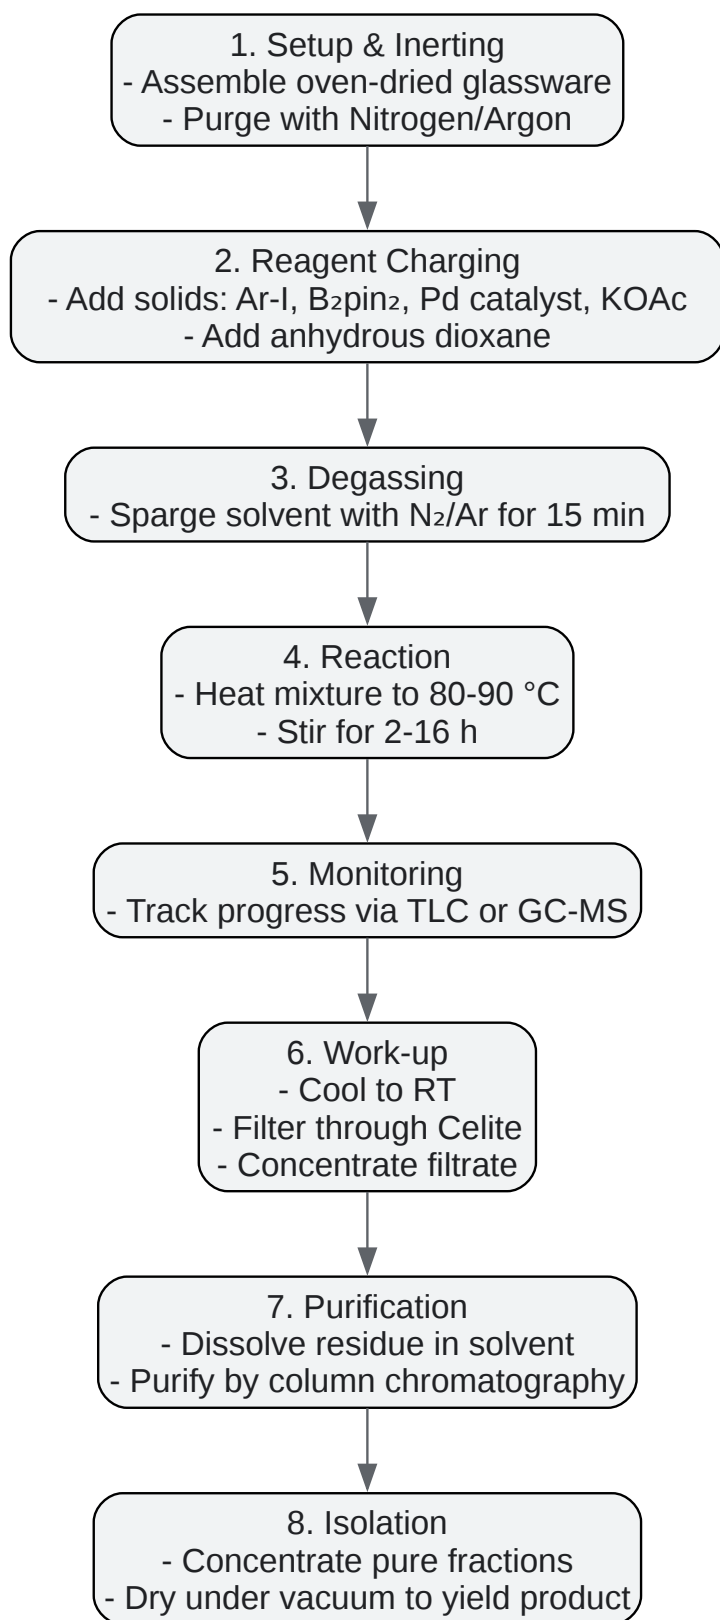 1. Setup & Inerting
- Assemble oven-dried glassware
- Purge with Nitrogen/Argon
2. Reagent Charging
- Add solids: Ar-I, B₂pin₂, Pd catalyst, KOAc
- Add anhydrous dioxane
3. Degassing
- Sparge solvent with N₂/Ar for 15 min
4. Reaction
- Heat mixture to 80-90 °C
- Stir for 2-16 h
5. Monitoring
- Track progress via TLC or GC-MS
6. Work-up
- Cool to RT
- Filter through Celite
- Concentrate filtrate
7. Purification
- Dissolve residue in solvent
- Purify by column chromatography
8. Isolation
- Concentrate pure fractions
- Dry under vacuum to yield product